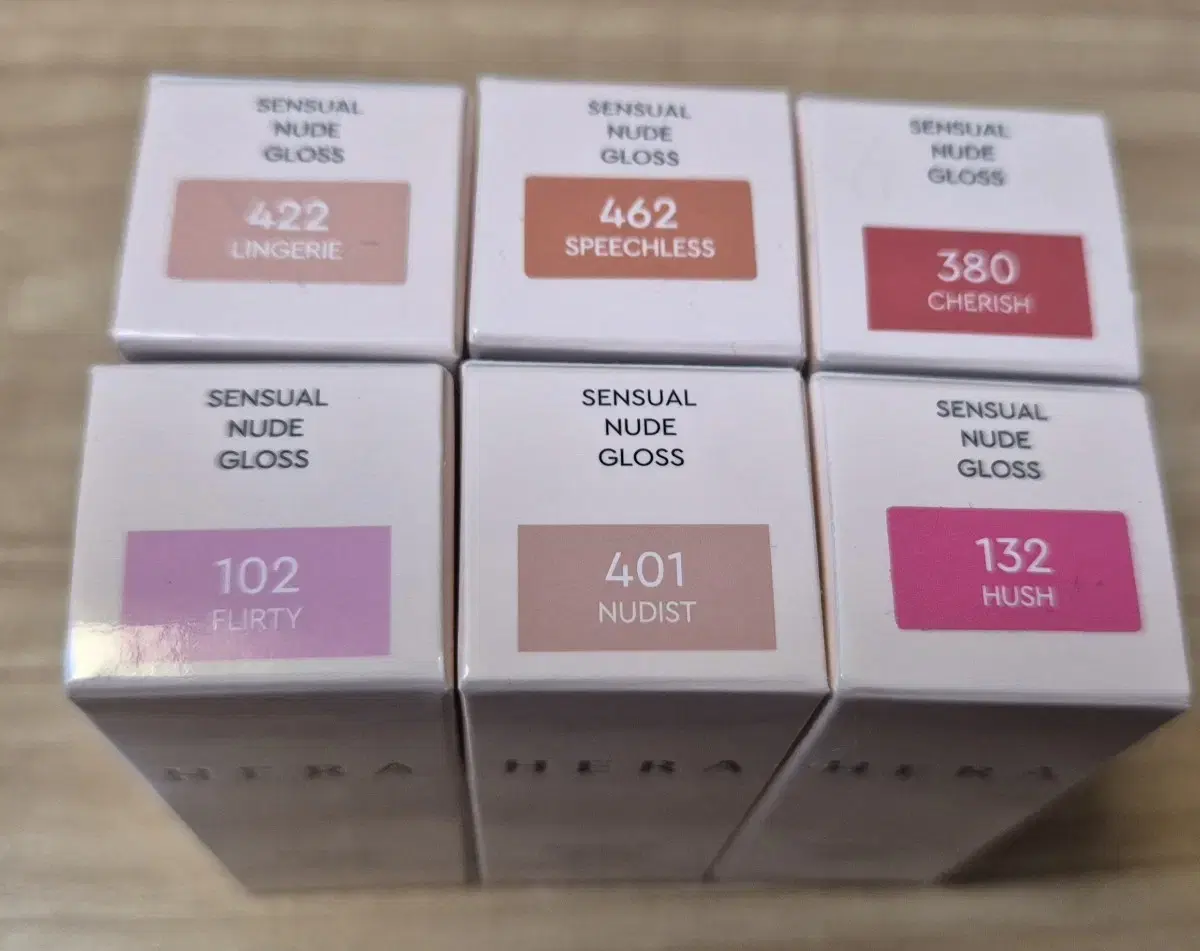 SENSUAL
NUDE
GLOSS
422
LINGERIE
SENSUAL
NUDE
GLOSS
462
SPEECHLESS
SENSUAL
NUDE
GLOSS
380
CHERISH
SENSUAL
NUDE
GLOSS
102
FLIRTY
SENSUAL
NUDE
GLOSS
401
NUDIST
SENSUAL
NUDE
GLOSS
132
HUSH
HERA
HERA
HERA